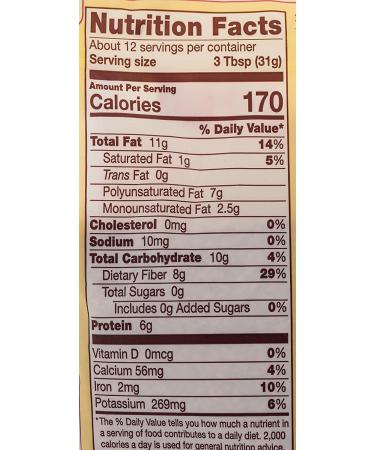 Nutrition Facts
About 12 servings per container
Serving size 3 Tbsp (31g)
Amount Per Serving
Calories 170
% Daily Value*
Total Fat 11g 14%
Saturated Fat 1g 5%
Trans Fat 0g
Polyunsaturated Fat 7g
Monounsaturated Fat 2.5g
Cholesterol 0mg 0%
Sodium 10mg 0%
Total Carbohydrate 10g 4%
Dietary Fiber 8g 29%
Total Sugars 0g
Includes 0g Added Sugars 0%
Protein 6g
Vitamin D 0mcg 0%
Calcium 56mg 4%
Iron 2mg 10%
Potassium 269mg 6%
*The % Daily Value tells you how much a nutrient in
a serving of food contributes to a daily diet. 2,000
calories a day is used for general nutrition advice.